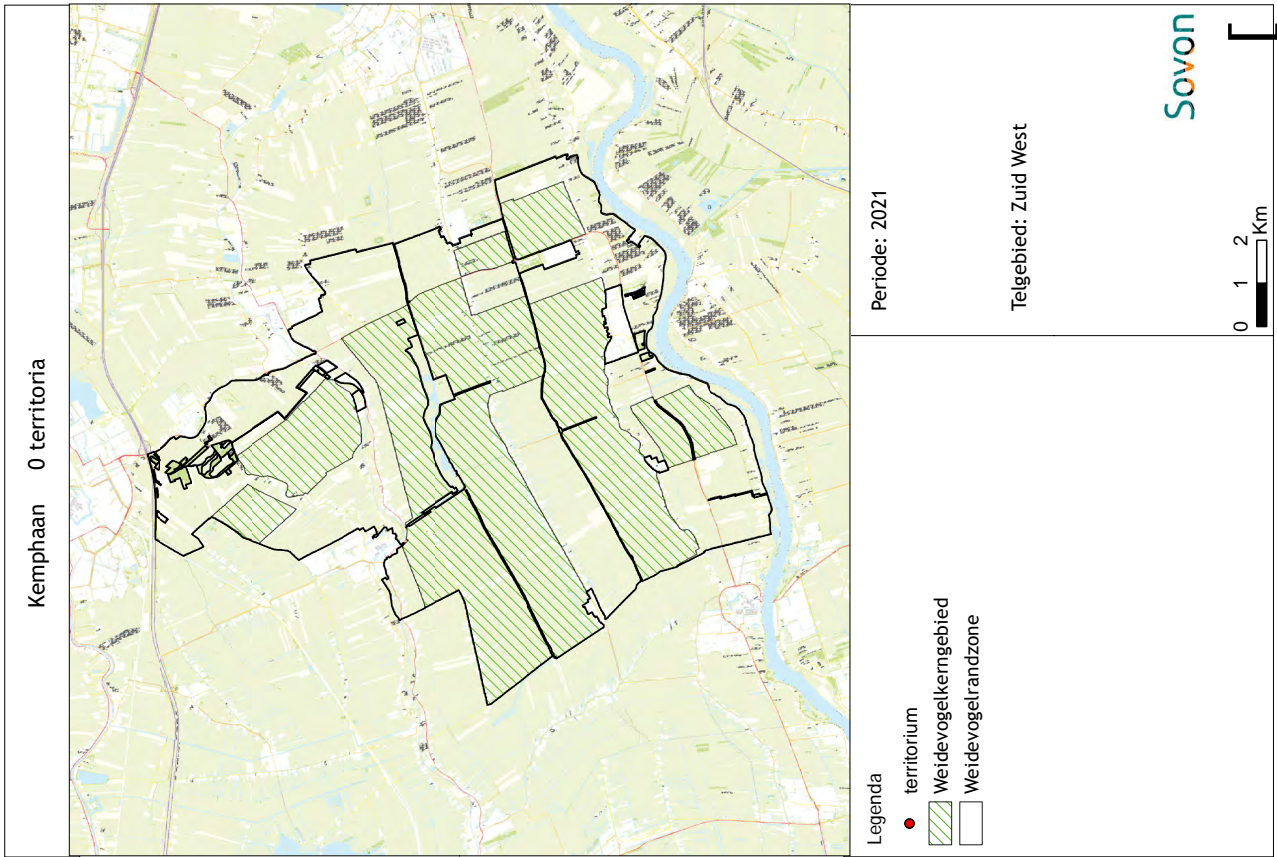 Kemphaan 0 territoria
Legenda
territorium
Weidevogelkerngebied
Weidevogelrandzone
Periode: 2021
Telgebied: Zuid West
0 1 2
Km
Sovon